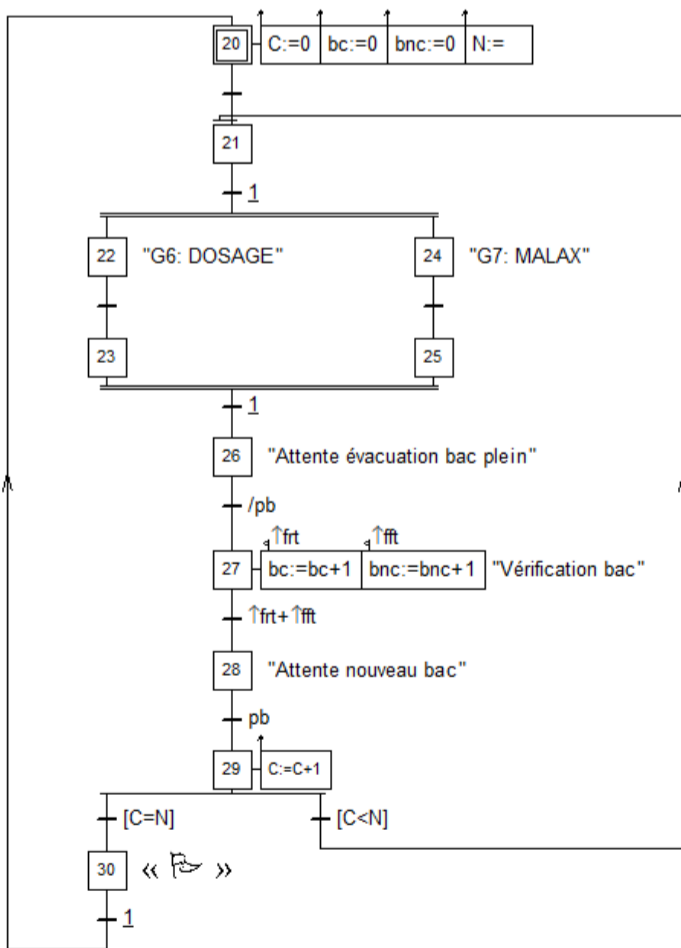 20 C:=0 bc:=0 bnc:=0 N:=
21
1
22 "G6: DOSAGE" 24 "G7: MALAX"
23 25
1
26 "Attente évacuation bac plein"
/pb
↑frt ↑fft
27 bc:=bc+1 bnc:=bnc+1 "Vérification bac"
↑frt+↑fft
28 "Attente nouveau bac"
pb
29 C:=C+1
[C=N] [C<N]
30 « »
1